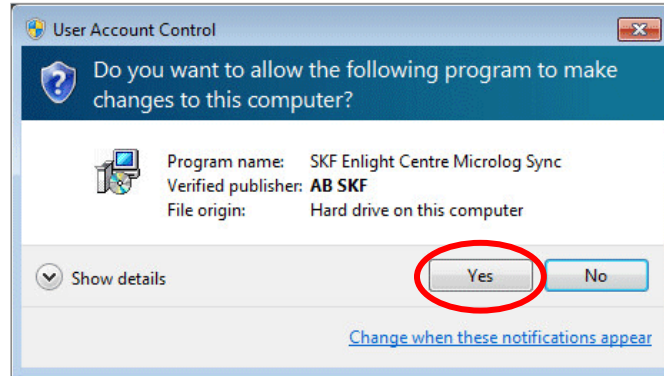 User Account Control
Do you want to allow the following program to make
changes to this computer?
Program name: SKF Enlight Centre Microlog Sync
Verified publisher: AB SKF
File origin: Hard drive on this computer
Show details
Yes No
Change when these notifications appear